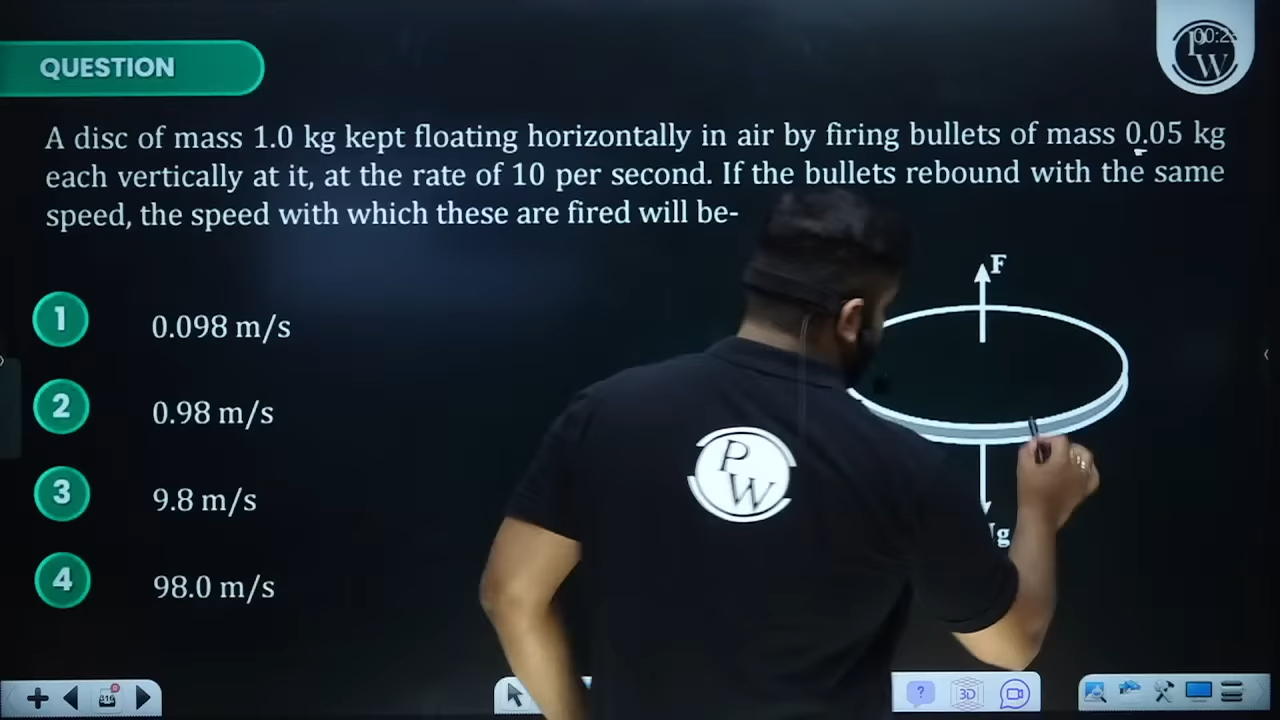 00:2
PW
QUESTION
A disc of mass 1.0 kg kept floating horizontally in air by firing bullets of mass 0.05 kg
each vertically at it, at the rate of 10 per second. If the bullets rebound with the same
speed, the speed with which these are fired will be-
F
1 0.098 m/s
2 0.98 m/s
3 9.8 m/s
4 98.0 m/s
PW
g
?
3D